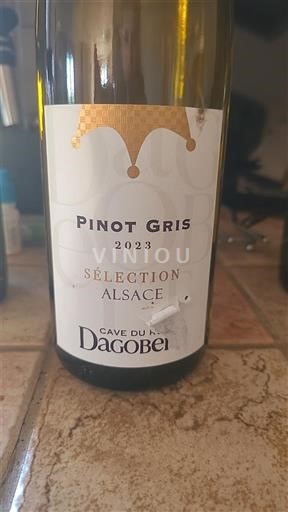 PINOT GRIS
2023
VINIOU
SÉLECTION
ALSACE
CAVE DU
DAGOBE